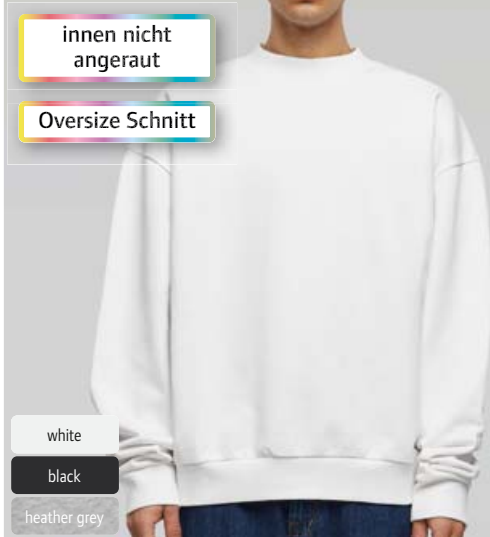 innen nicht
angeraut
Oversize Schnitt
white
black
heather grey